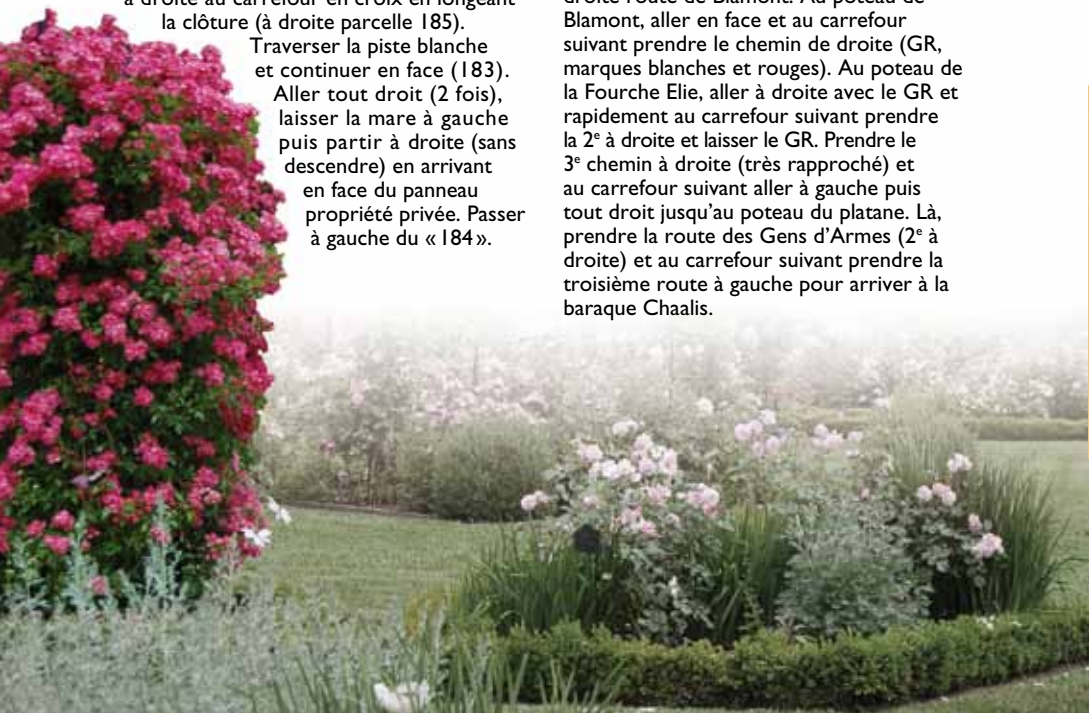 à droite au carrefour en croix en longeant
la clôture (à droite parcelle 185).
Traverser la piste blanche
et continuer en face (183).
Aller tout droit (2 fois),
laisser la mare à gauche
puis partir à droite (sans
descendre) en arrivant
en face du panneau
propriété privée. Passer
à gauche du « 184 ».
droite route de Blamont. Au poteau de
Blamont, aller en face et au carrefour
suivant prendre le chemin de droite (GR,
marques blanches et rouges). Au poteau de
la Fourche Elie, aller à droite avec le GR et
rapidement au carrefour suivant prendre
la 2e à droite et laisser le GR. Prendre le
3e chemin à droite (très rapproché) et
au carrefour suivant aller à gauche puis
tout droit jusqu'au poteau du platane. Là,
prendre la route des Gens d'Armes (2e à
droite) et au carrefour suivant prendre la
troisième route à gauche pour arriver à la
baraque Chaalis.